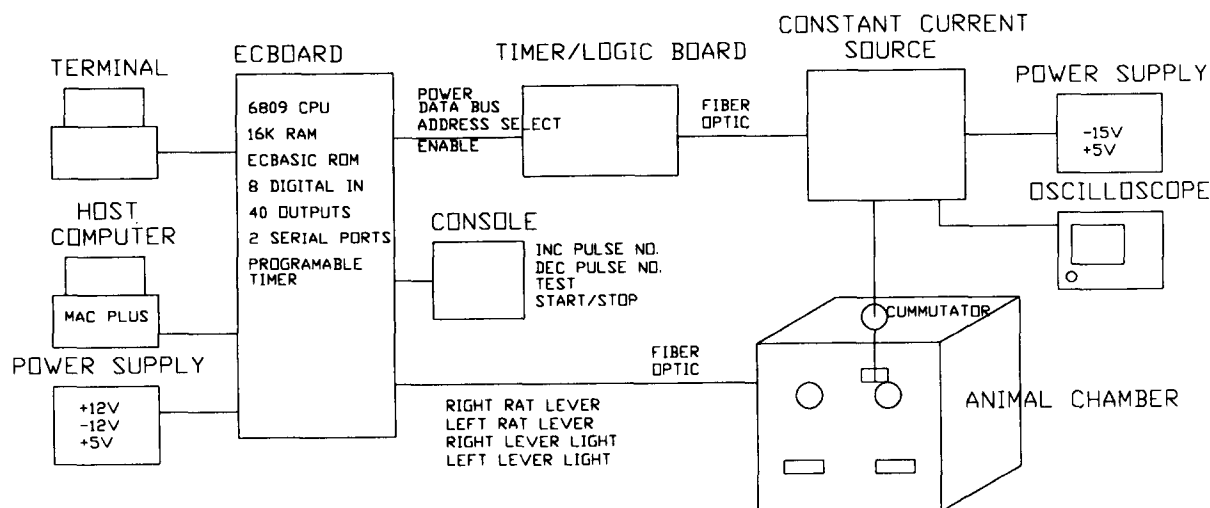 TERMINAL
ECBOARD
6809 CPU
16K RAM
ECBASIC ROM
8 DIGITAL IN
40 OUTPUTS
2 SERIAL PORTS
PROGRAMABLE
TIMER
HOST
COMPUTER
MAC PLUS
POWER SUPPLY
+12V
-12V
+5V
POWER
DATA BUS
ADDRESS SELECT
ENABLE
TIMER/LOGIC BOARD
FIBER
OPTIC
CONSTANT CURRENT
SOURCE
POWER SUPPLY
-15V
+5V
OSCILLOSCOPE
CONSOLE
INC PULSE NO.
DEC PULSE NO.
TEST
START/STOP
CUMMUTATOR
FIBER
OPTIC
RIGHT RAT LEVER
LEFT RAT LEVER
RIGHT LEVER LIGHT
LEFT LEVER LIGHT
ANIMAL CHAMBER